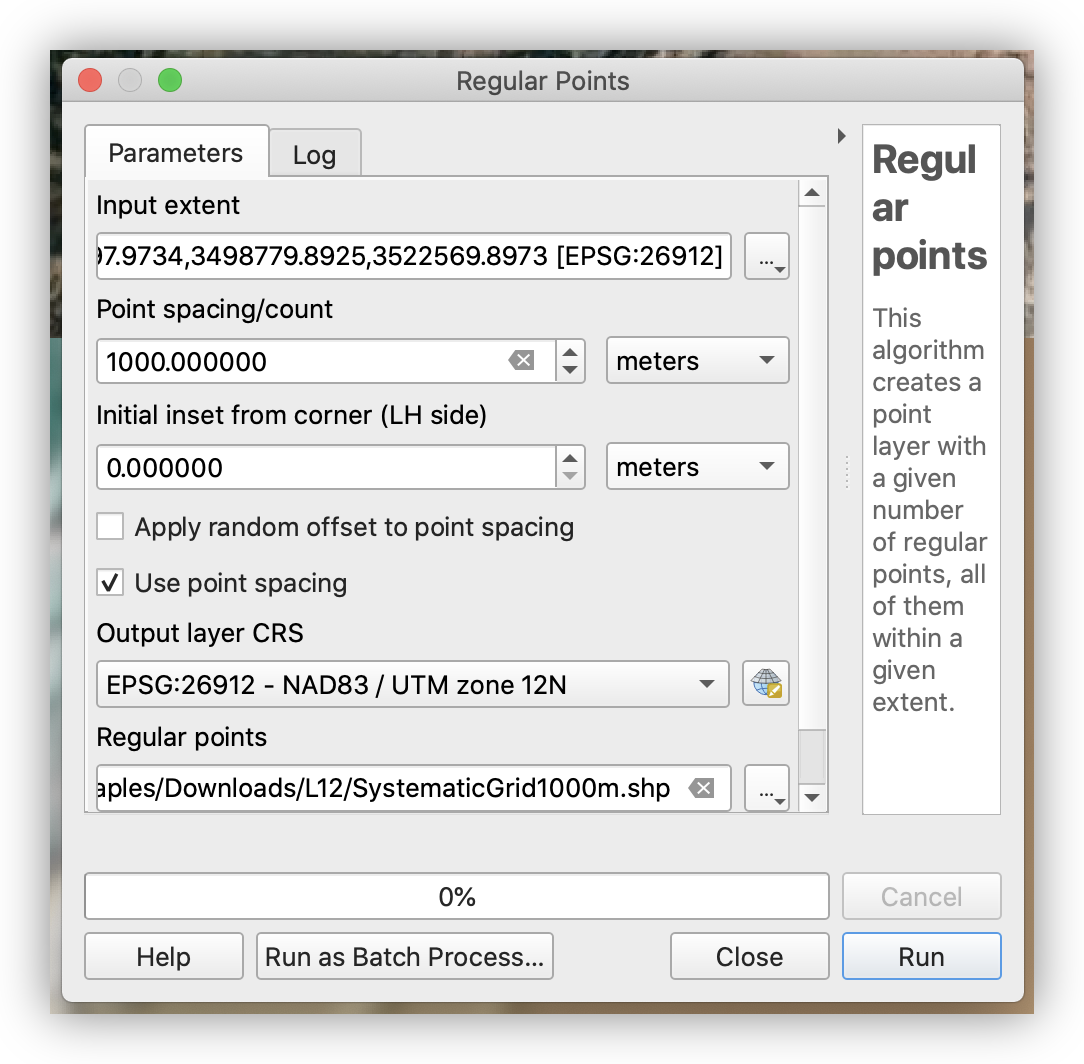 Regular Points
Parameters
Log
Input extent
97.9734,3498779.8925,3522569.8973 [EPSG:26912]
...
Point spacing/count
1000.000000
meters
Initial inset from corner (LH side)
0.000000
meters
Apply random offset to point spacing
Use point spacing
Output layer CRS
EPSG:26912 - NAD83 / UTM zone 12N
Regular points
aples/Downloads/L12/SystematicGrid1000m.shp
...
Regul
ar
points
This
algorithm
creates a
point
layer with
a given
number
of regular
points, all
of them
within a
given
extent.
0%
Cancel
Help
Run as Batch Process...
Close
Run